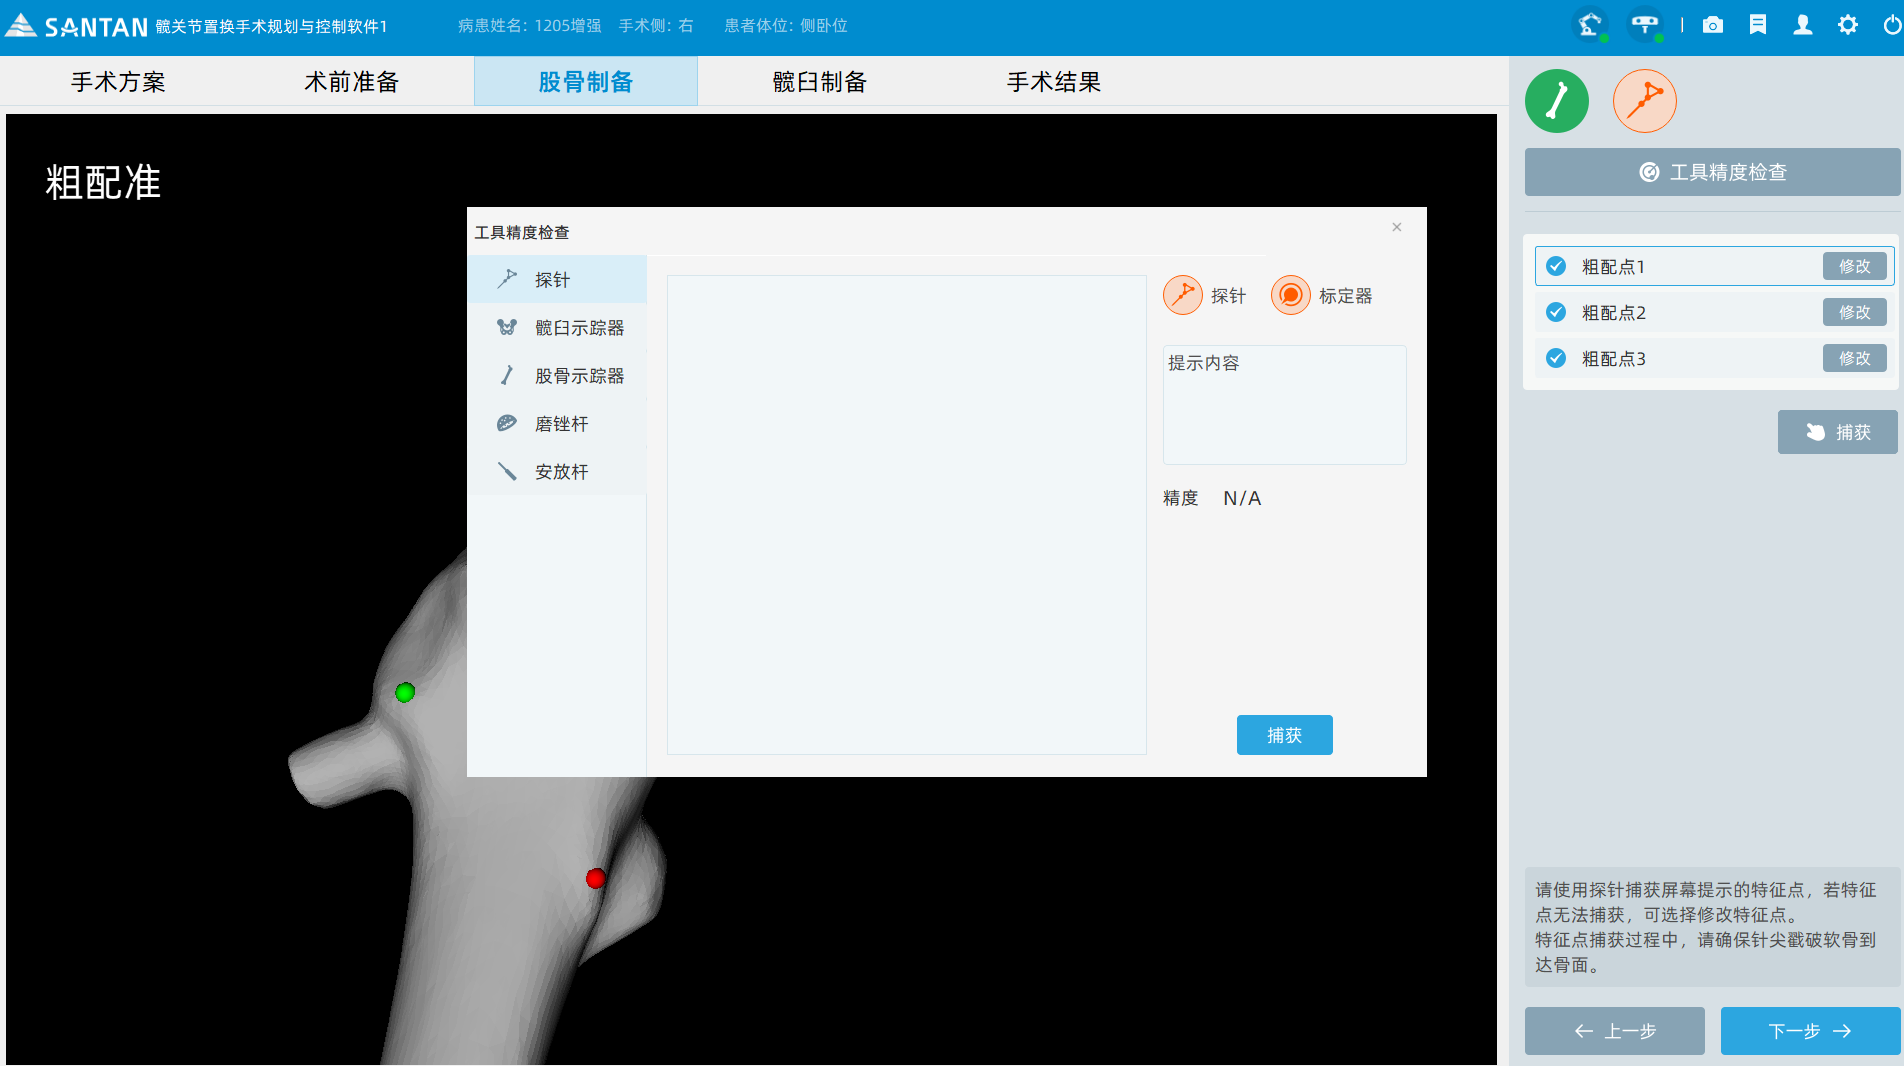 SANTAN 髋关节置换手术规划与控制软件1
病患姓名: 1205增强 手术侧: 右 患者体位: 侧卧位
手术方案
术前准备
股骨制备
髋臼制备
手术结果
粗配准
工具精度检查
×
探针
髋臼示踪器
股骨示踪器
磨锉杆
安放杆
探针
标定器
提示内容
精度 N/A
捕获
工具精度检查
粗配点1 修改
粗配点2 修改
粗配点3 修改
捕获
请使用探针捕获屏幕提示的特征点，若特征
点无法捕获，可选择修改特征点。
特征点捕获过程中，请确保针尖戳破软骨到
达骨面。
← 上一步
下一步 →